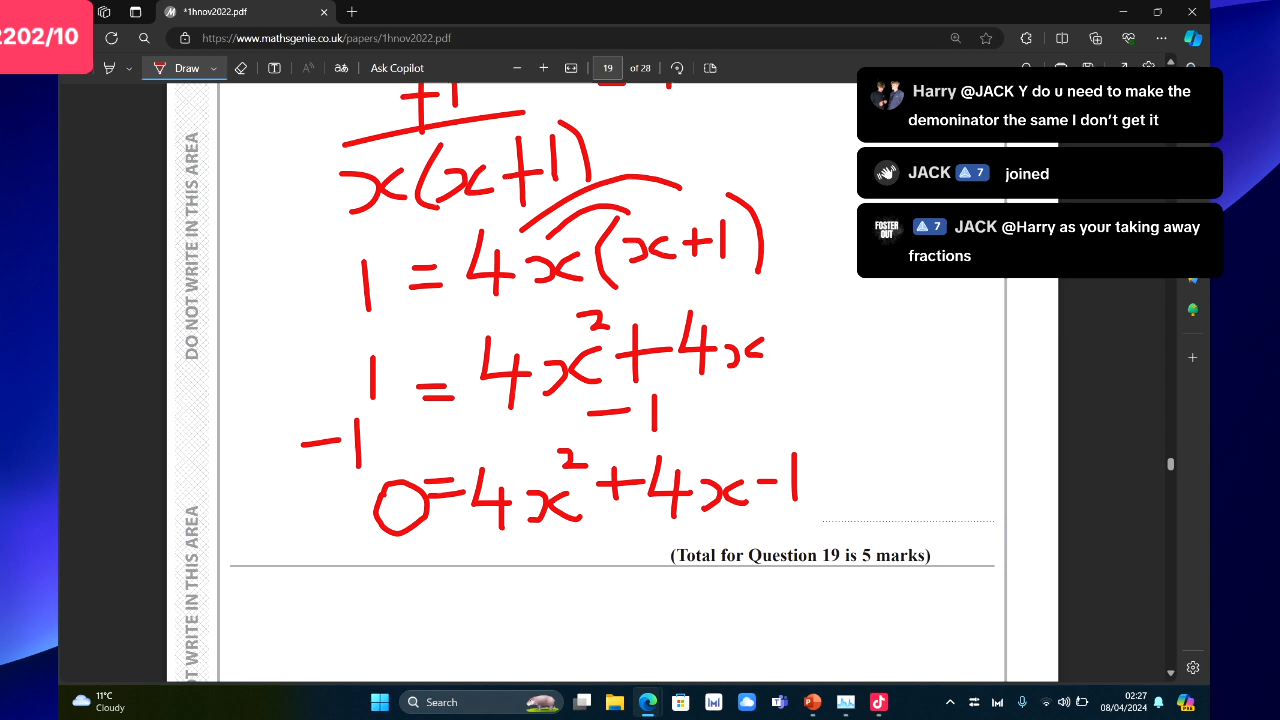 2202/10
*1hnov2022.pdf
https://www.mathsgenie.co.uk/papers/1hnov2022.pdf
Draw
Ask Copilot
19 of 28
Harry @JACK Y do u need to make the
demoninator the same I don't get it
JACK 7 joined
FOSTER OUT
7 JACK @Harry as your taking away
fractions
DO NOT WRITE IN THIS AREA
NOT WRITE IN THIS AREA
+1
x(x+1)
1 = 4x(x+1)
1 = 4x²+4x
-1 -1
0=4x²+4x-1
(Total for Question 19 is 5 marks)
11°C
Cloudy
Search
02:27
08/04/2024